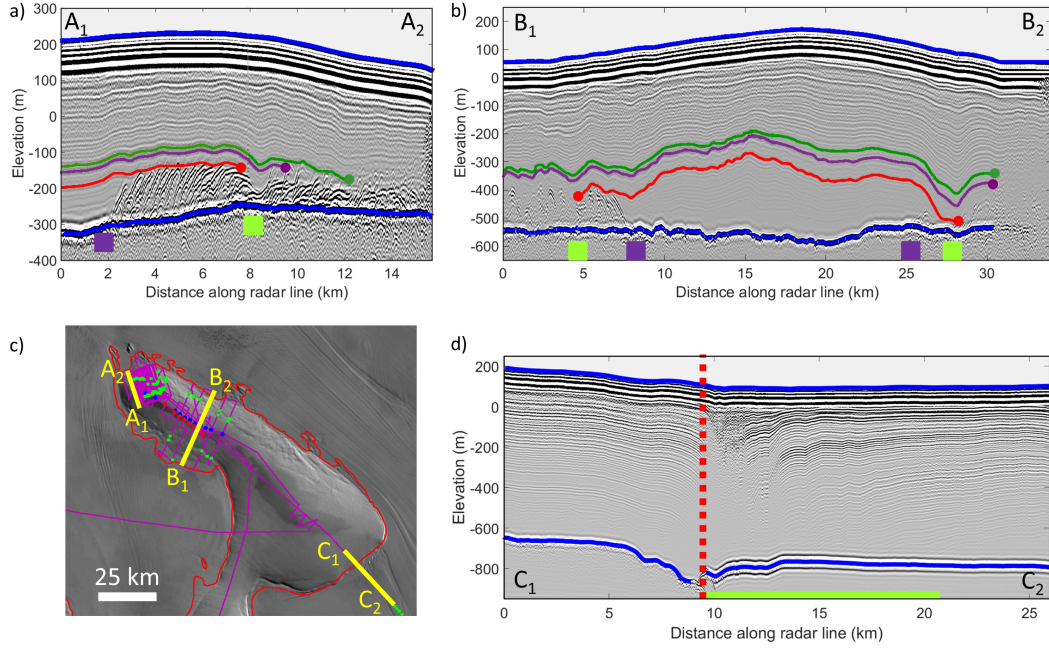 a)
A1
A2
300
200
100
0
-100
-200
-300
-400
Elevation (m)
0
2
4
6
8
10
12
14
Distance along radar line (km)
b)
B1
B2
100
0
-100
-200
-300
-400
-500
-600
Elevation (m)
0
5
10
15
20
25
30
Distance along radar line (km)
c)
A2
A1
B2
B1
C1
C2
25 km
d)
200
0
-200
-400
-600
-800
Elevation (m)
C1
C2
0
5
10
15
20
25
Distance along radar line (km)